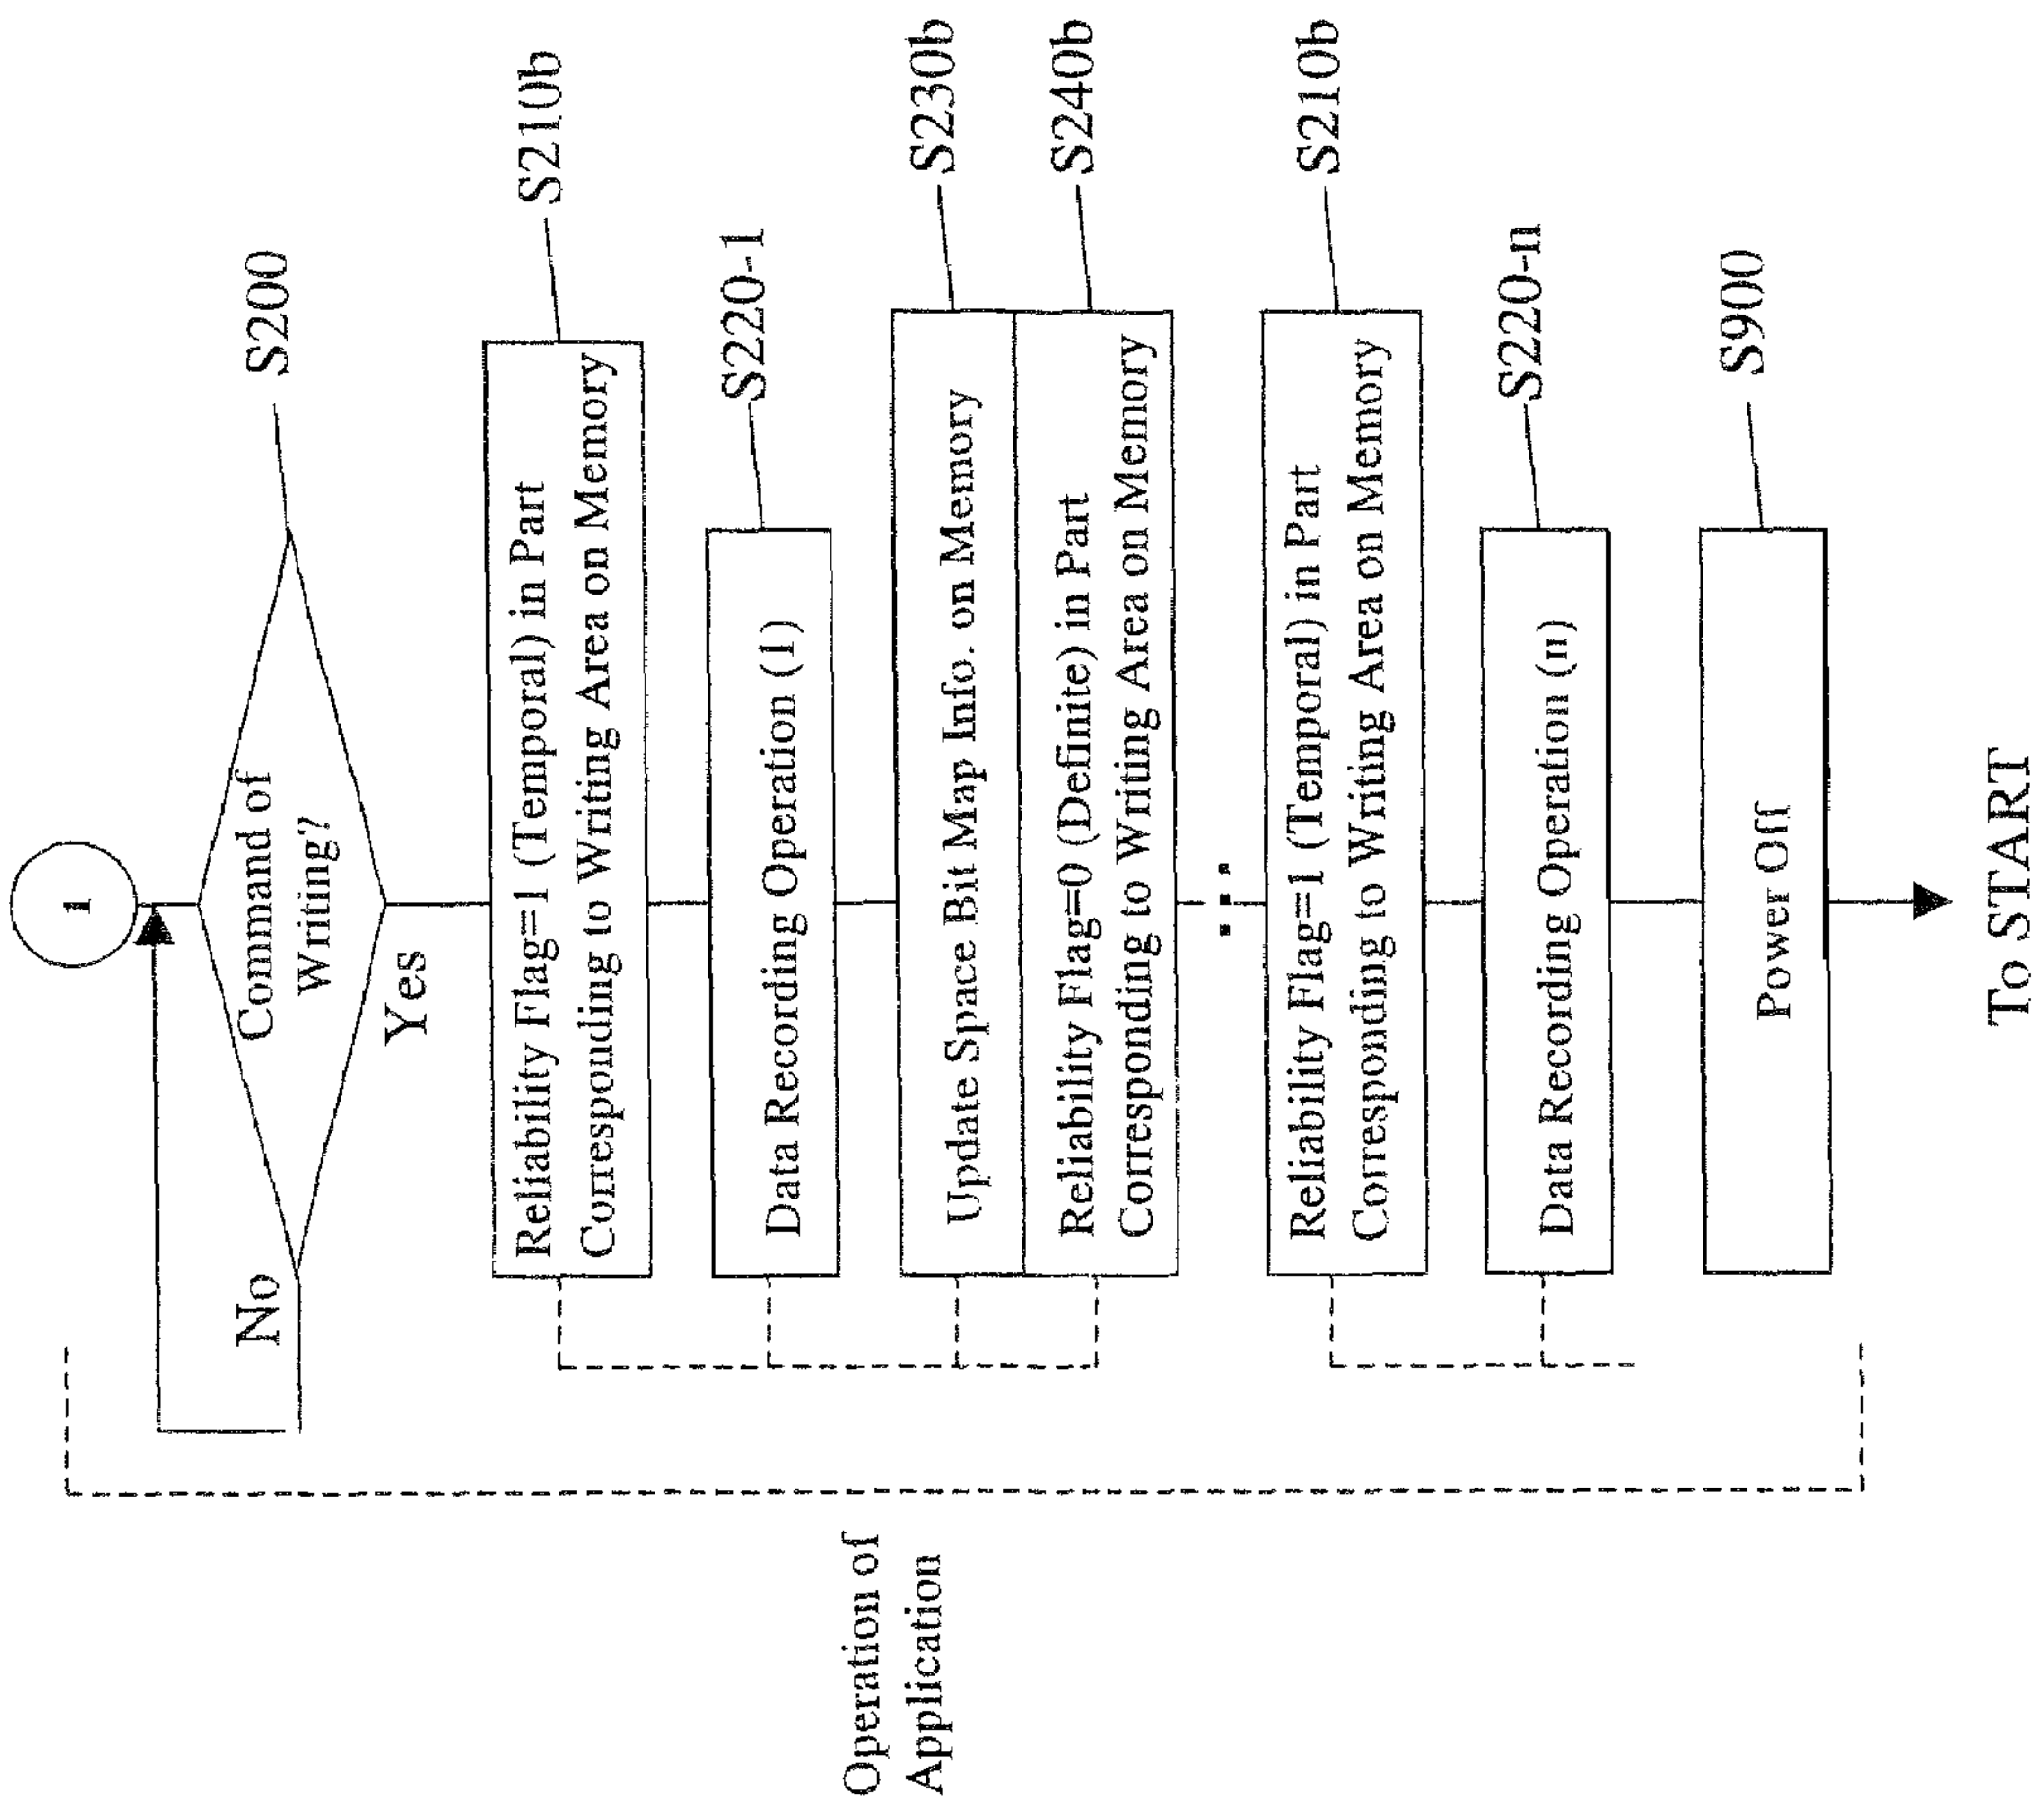 1
Command of
Writing?
S200
No
Yes
Reliability Flag=1 (Temporal) in Part
Corresponding to Writing Area on Memory
S210b
Data Recording Operation (1)
S220-1
Update Space Bit Map Info. on Memory
S230b
Reliability Flag=0 (Definite) in Part
Corresponding to Writing Area on Memory
S240b
Reliability Flag=1 (Temporal) in Part
Corresponding to Writing Area on Memory
S210b
Data Recording Operation (n)
S220-n
Power Off
S900
To START
Operation of
Application